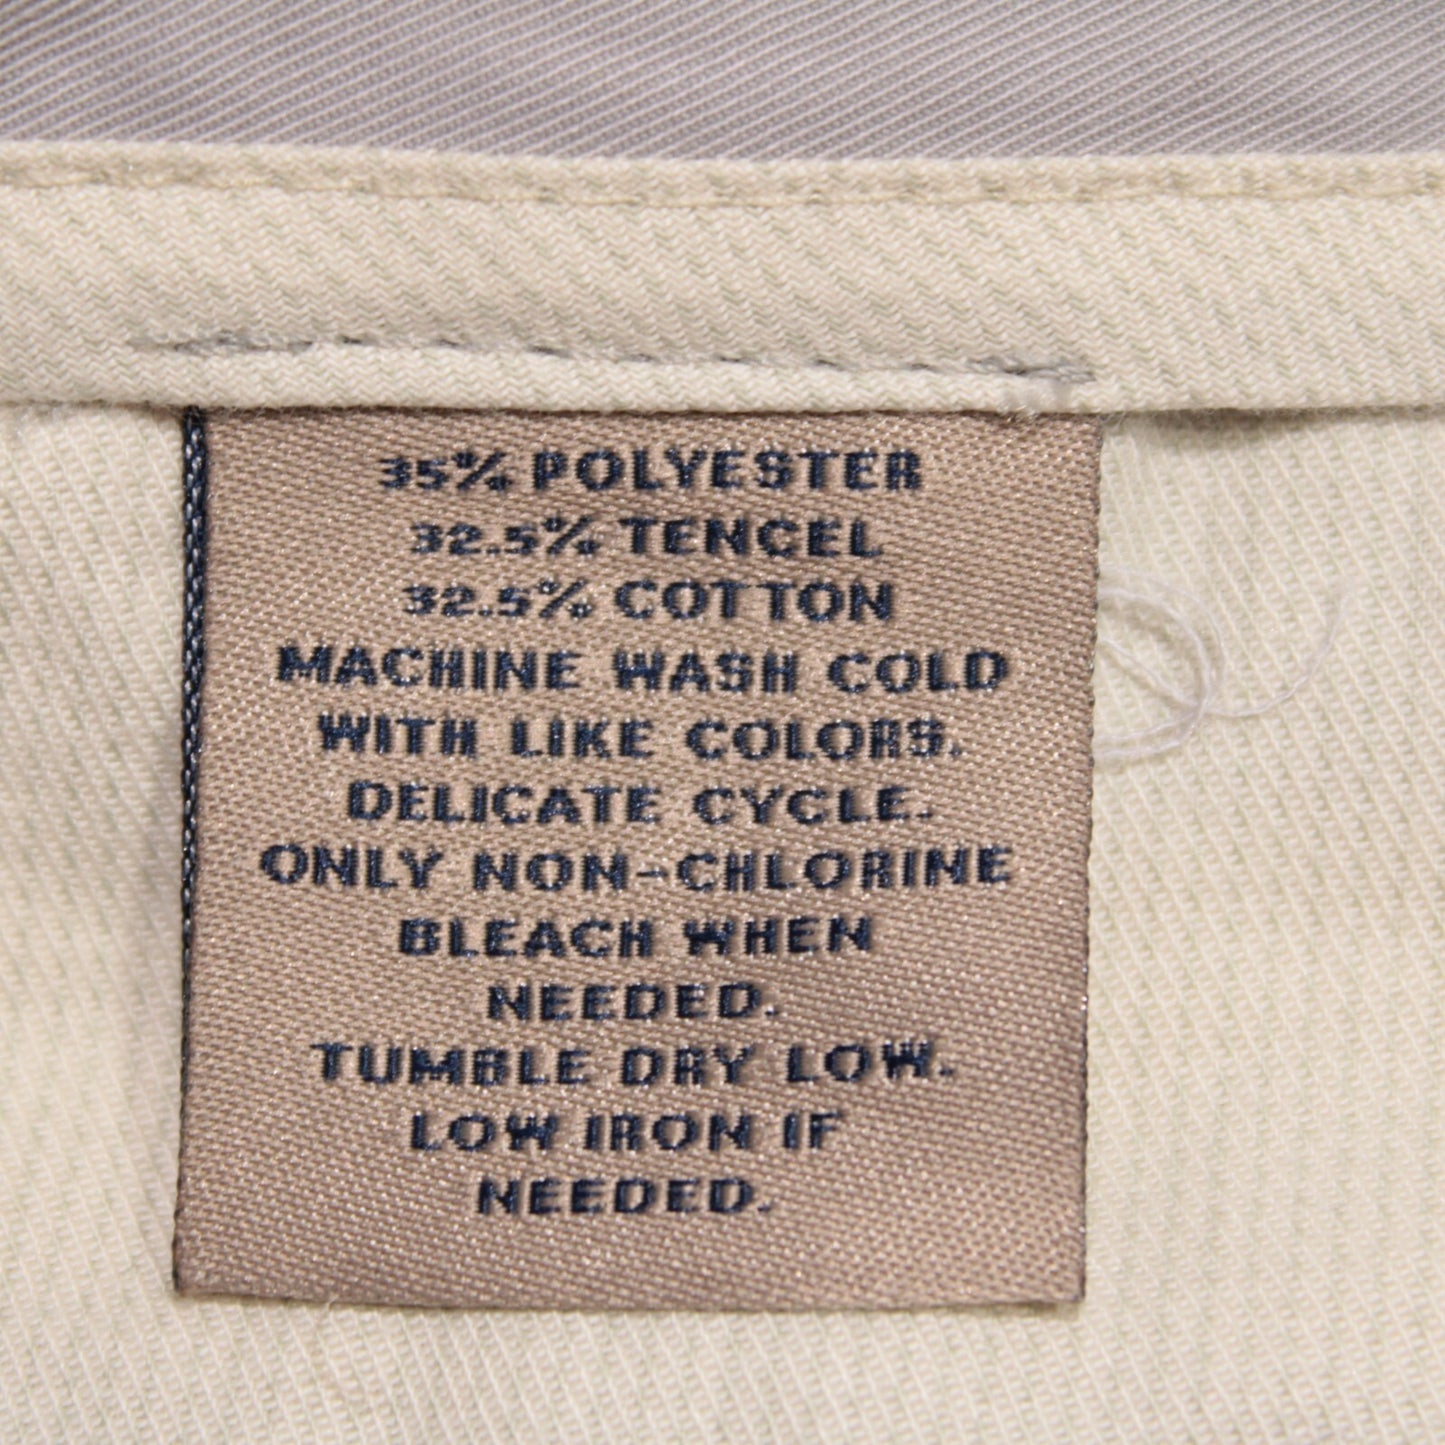 35% POLYESTER
32.5% TENCEL
32.5% COTTON
MACHINE WASH COLD
WITH LIKE COLORS.
DELICATE CYCLE.
ONLY NON-CHLORINE
BLEACH WHEN
NEEDED.
TUMBLE DRY LOW.
LOW IRON IF
NEEDED.